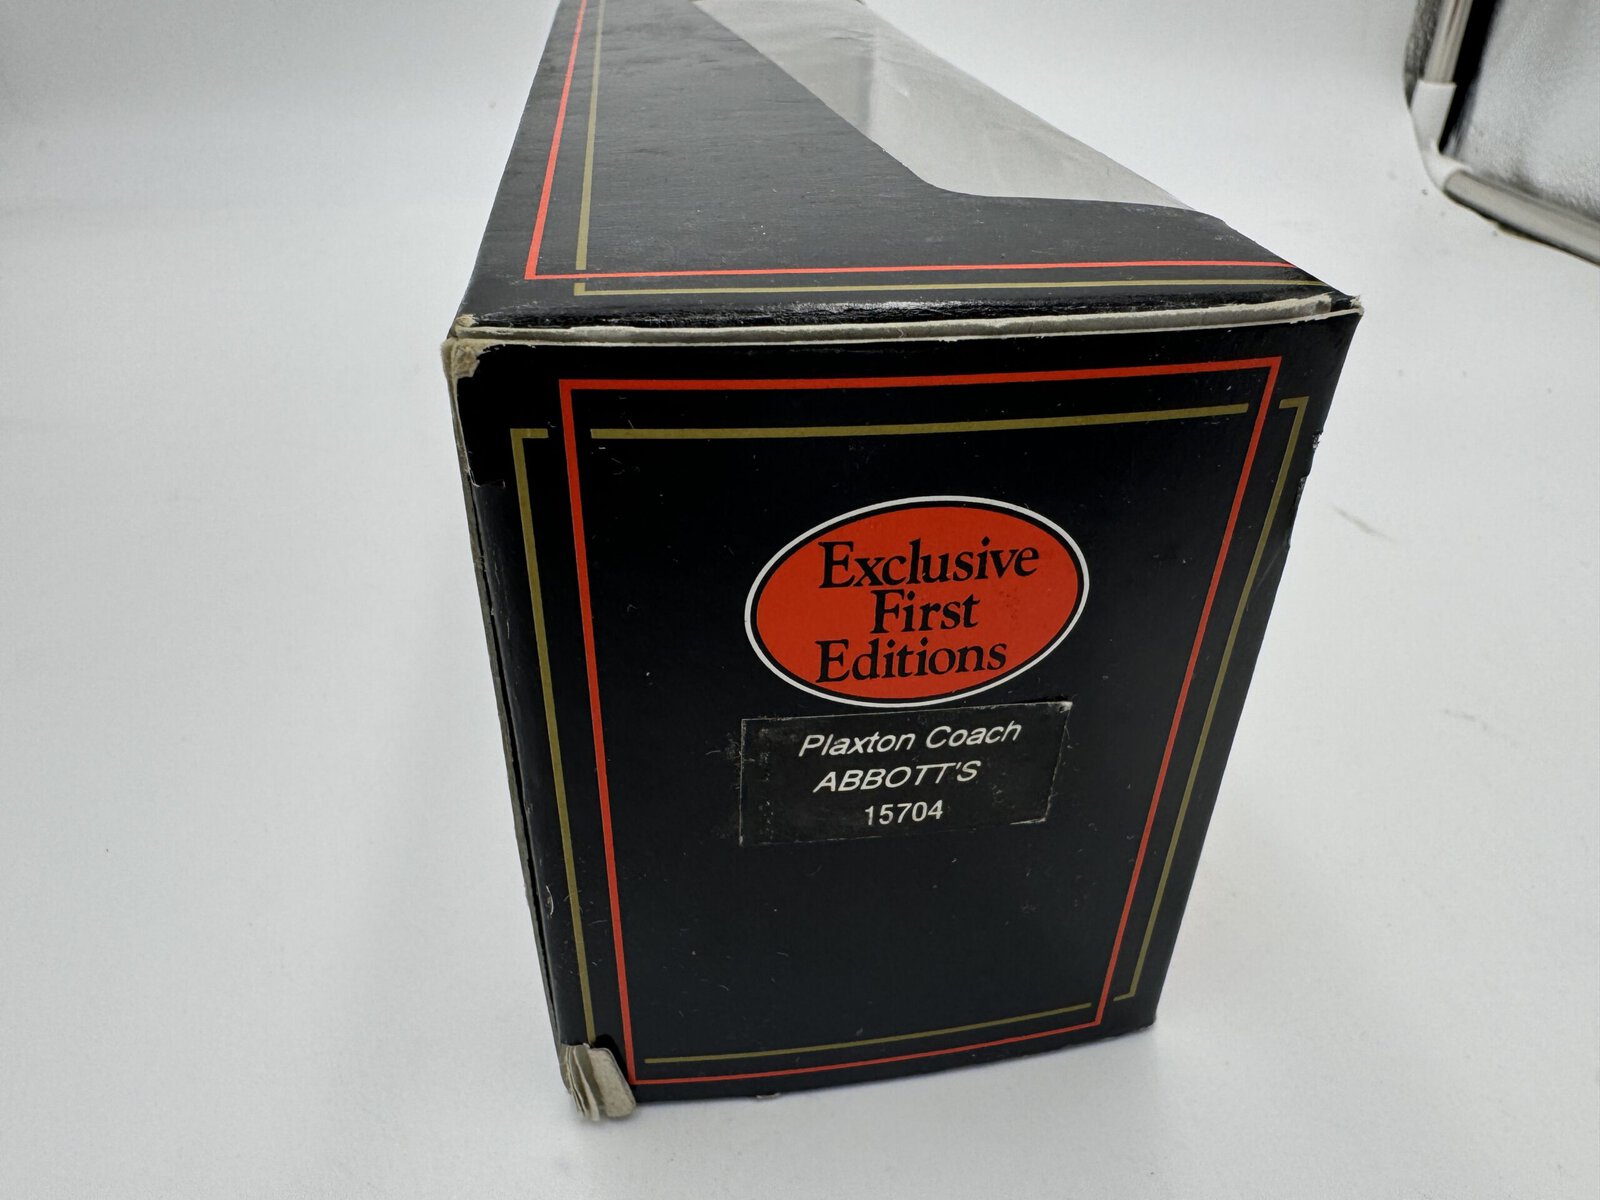 Exclusive
First
Editions
Plaxton Coach
ABBOTT'S
15704